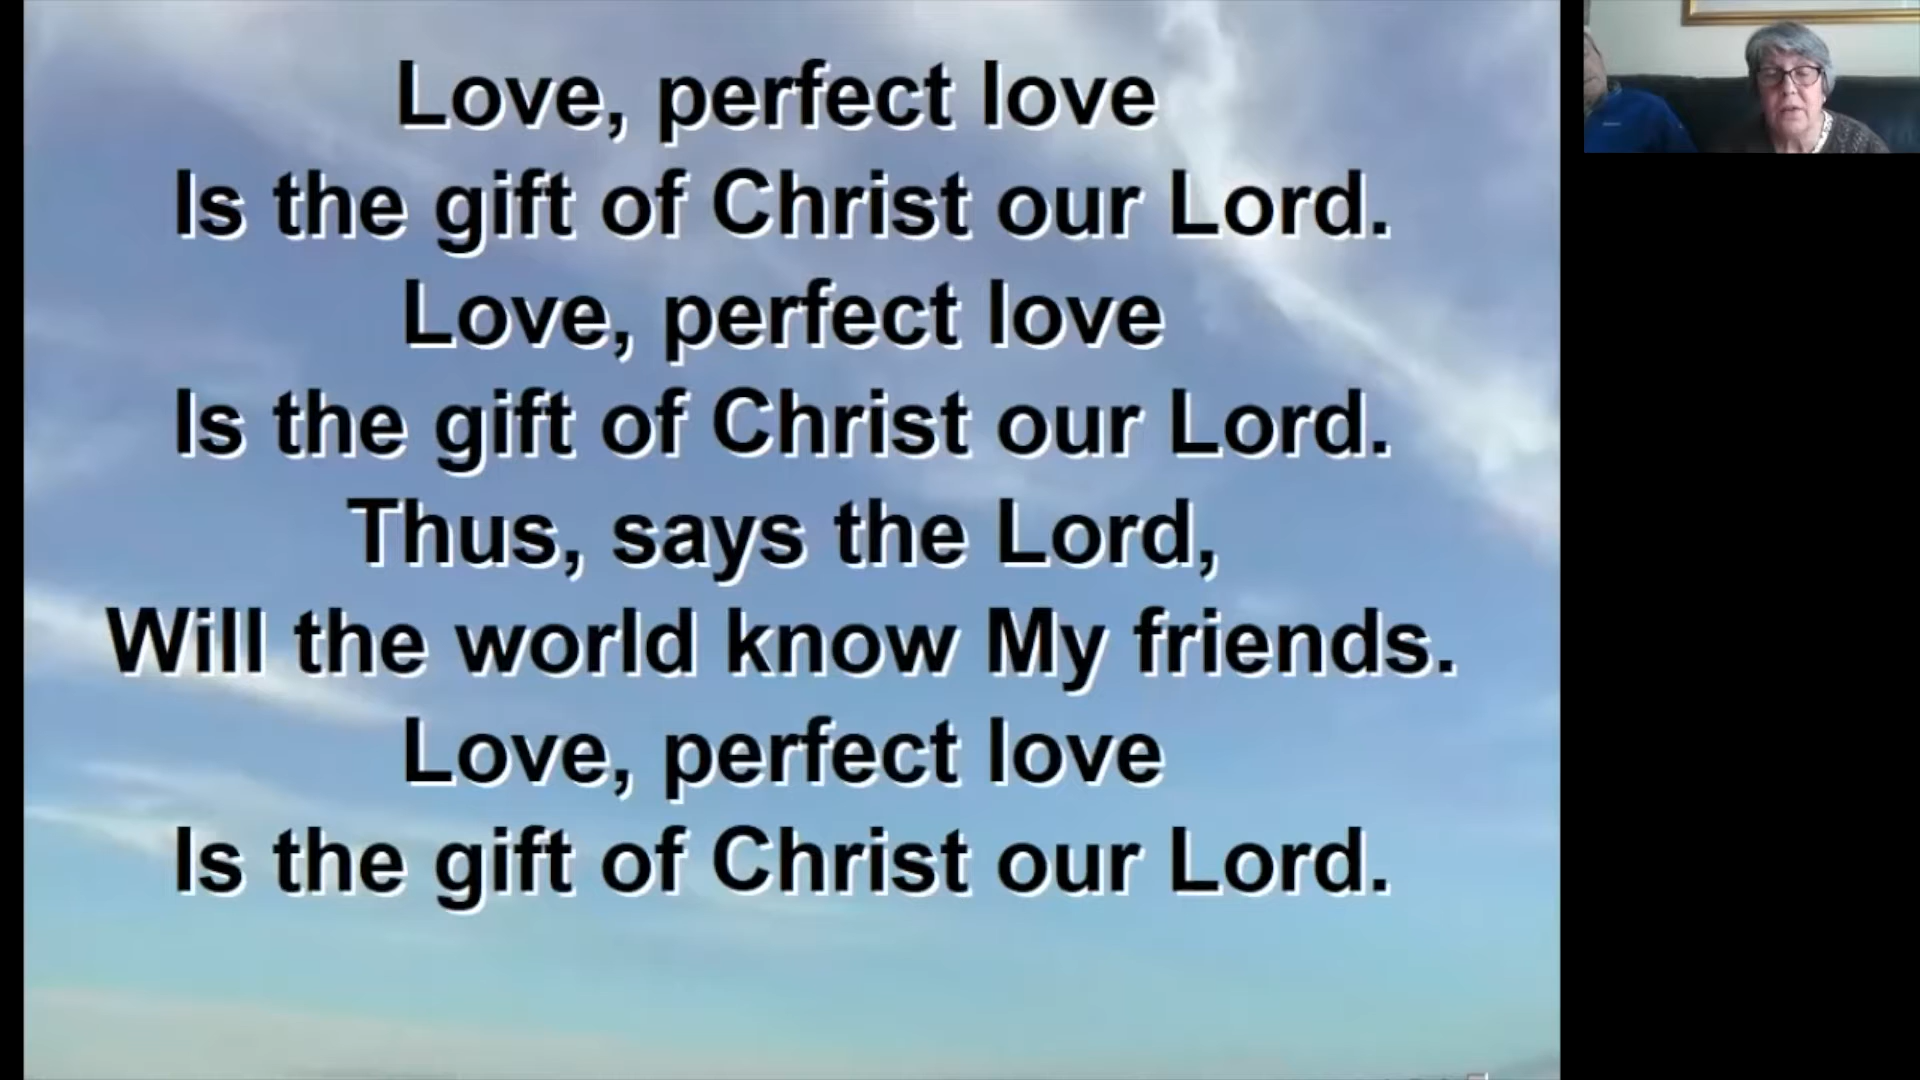 Love, perfect love
Is the gift of Christ our Lord.
Love, perfect love
Is the gift of Christ our Lord.
Thus, says the Lord,
Will the world know My friends.
Love, perfect love
Is the gift of Christ our Lord.